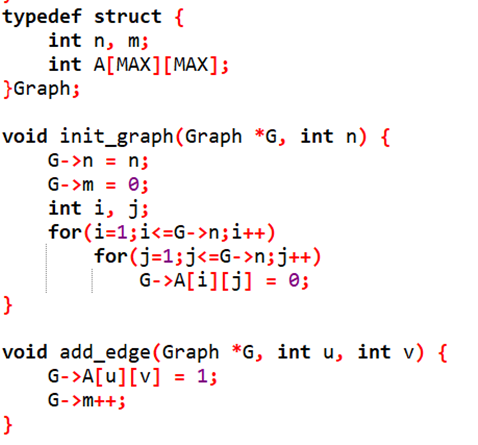 typedef struct {
    int n, m;
    int A[MAX][MAX];
}Graph;

void init_graph(Graph *G, int n) {
    G->n = n;
    G->m = 0;
    int i, j;
    for(i=1;i<=G->n;i++)
        for(j=1;j<=G->n;j++)
            G->A[i][j] = 0;
}

void add_edge(Graph *G, int u, int v) {
    G->A[u][v] = 1;
    G->m++;
}